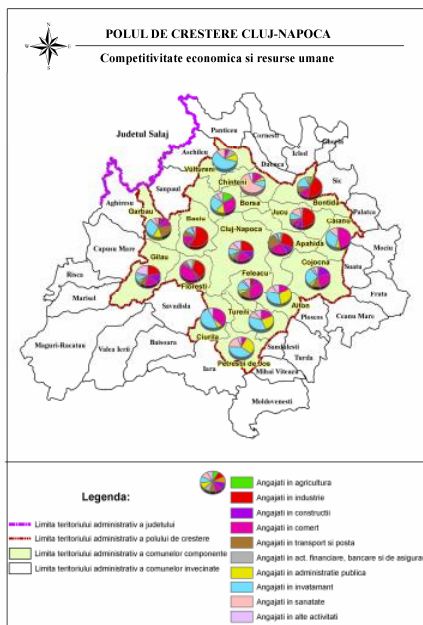 N
W
E
S
POLUL DE CRESTERE CLUJ-NAPOCA
Competitivitate economica si resurse umane
Judetul Salaj
Panticeu
Cornesti
Aschileu
Dabaca
Iclod
Gherla
Vultureni
Chinteni
Sic
Aghiresu
Sanpaul
Borsa
Bontida
Garbau
Jucu
Palatca
Baciu
Cluj-Napoca
Caianu
Capusu Mare
Apahida
Mociu
Gilau
Cojocna
Suatu
Risca
Floresti
Feleacu
Frata
Marisel
Savadisla
Aiton
Ceanu Mare
Tureni
Ploscos
Maguri-Racatau
Valea Ierii
Baisoara
Ciurila
Sandulesti
Turda
Iara
Petrestii de Jos
Mihai Viteazu
Moldovenesti
Legenda:
Limita teritoriului administrativ a judetului
Limita teritoriului administrativ a polului de crestere
Limita teritoriului administrativ a comunelor componente
Limita teritoriului administrativ a comunelor invecinate
Angajati in agricultura
Angajati in industrie
Angajati in constructii
Angajati in comert
Angajati in transport si posta
Angajati in act. financiare, bancare si de asigura
Angajati in administratie publica
Angajati in invatamant
Angajati in sanatate
Angajati in alte activitati